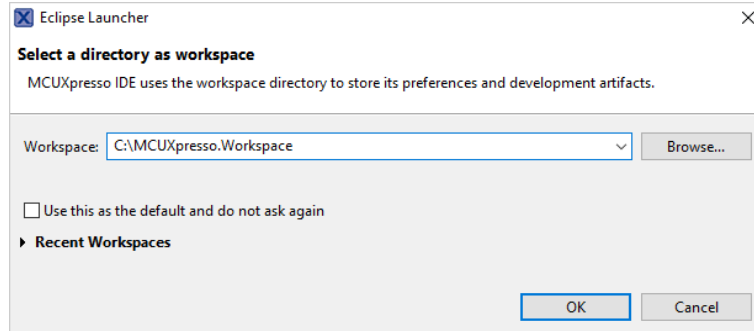 Eclipse Launcher
Select a directory as workspace
MCUXpresso IDE uses the workspace directory to store its preferences and development artifacts.
Workspace: C:\MCUXpresso.Workspace Browse...
Use this as the default and do not ask again
Recent Workspaces
OK Cancel